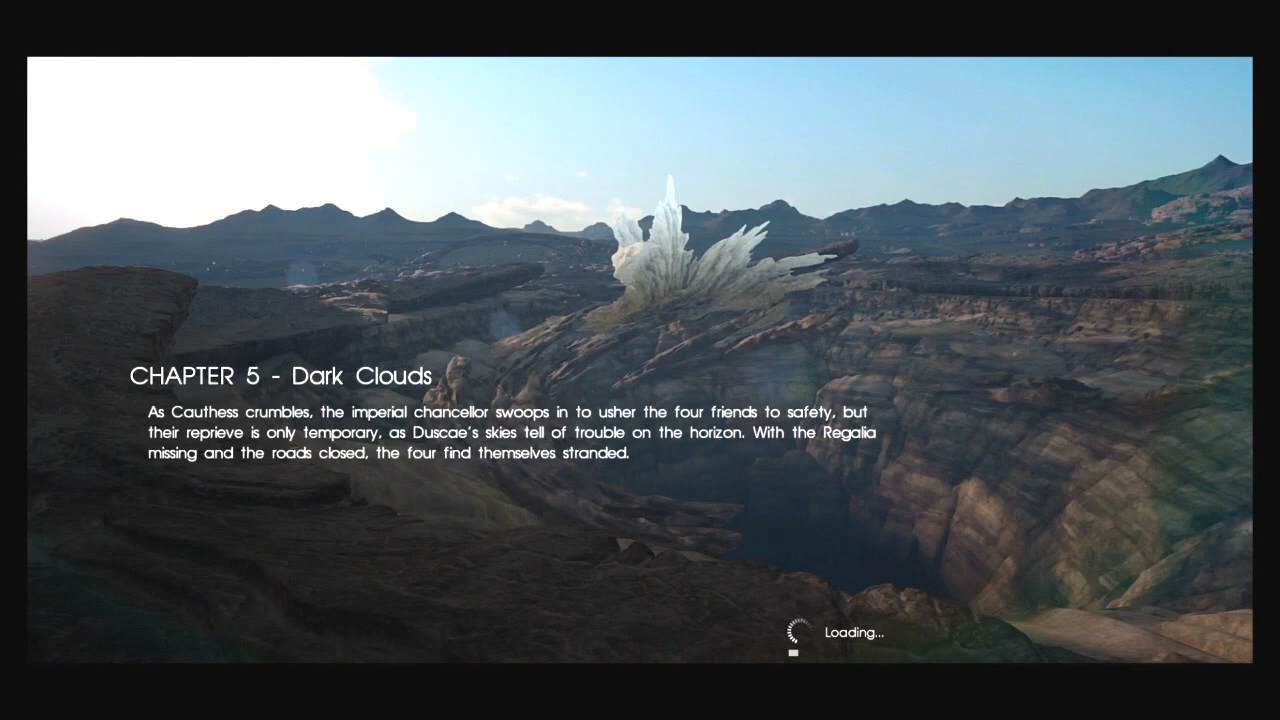 CHAPTER 5 - Dark Clouds
As Cauthess crumbles, the imperial chancellor swoops in to usher the four friends to safety, but
their reprieve is only temporary, as Duscae's skies tell of trouble on the horizon. With the Regalia
missing and the roads closed, the four find themselves stranded.
Loading...